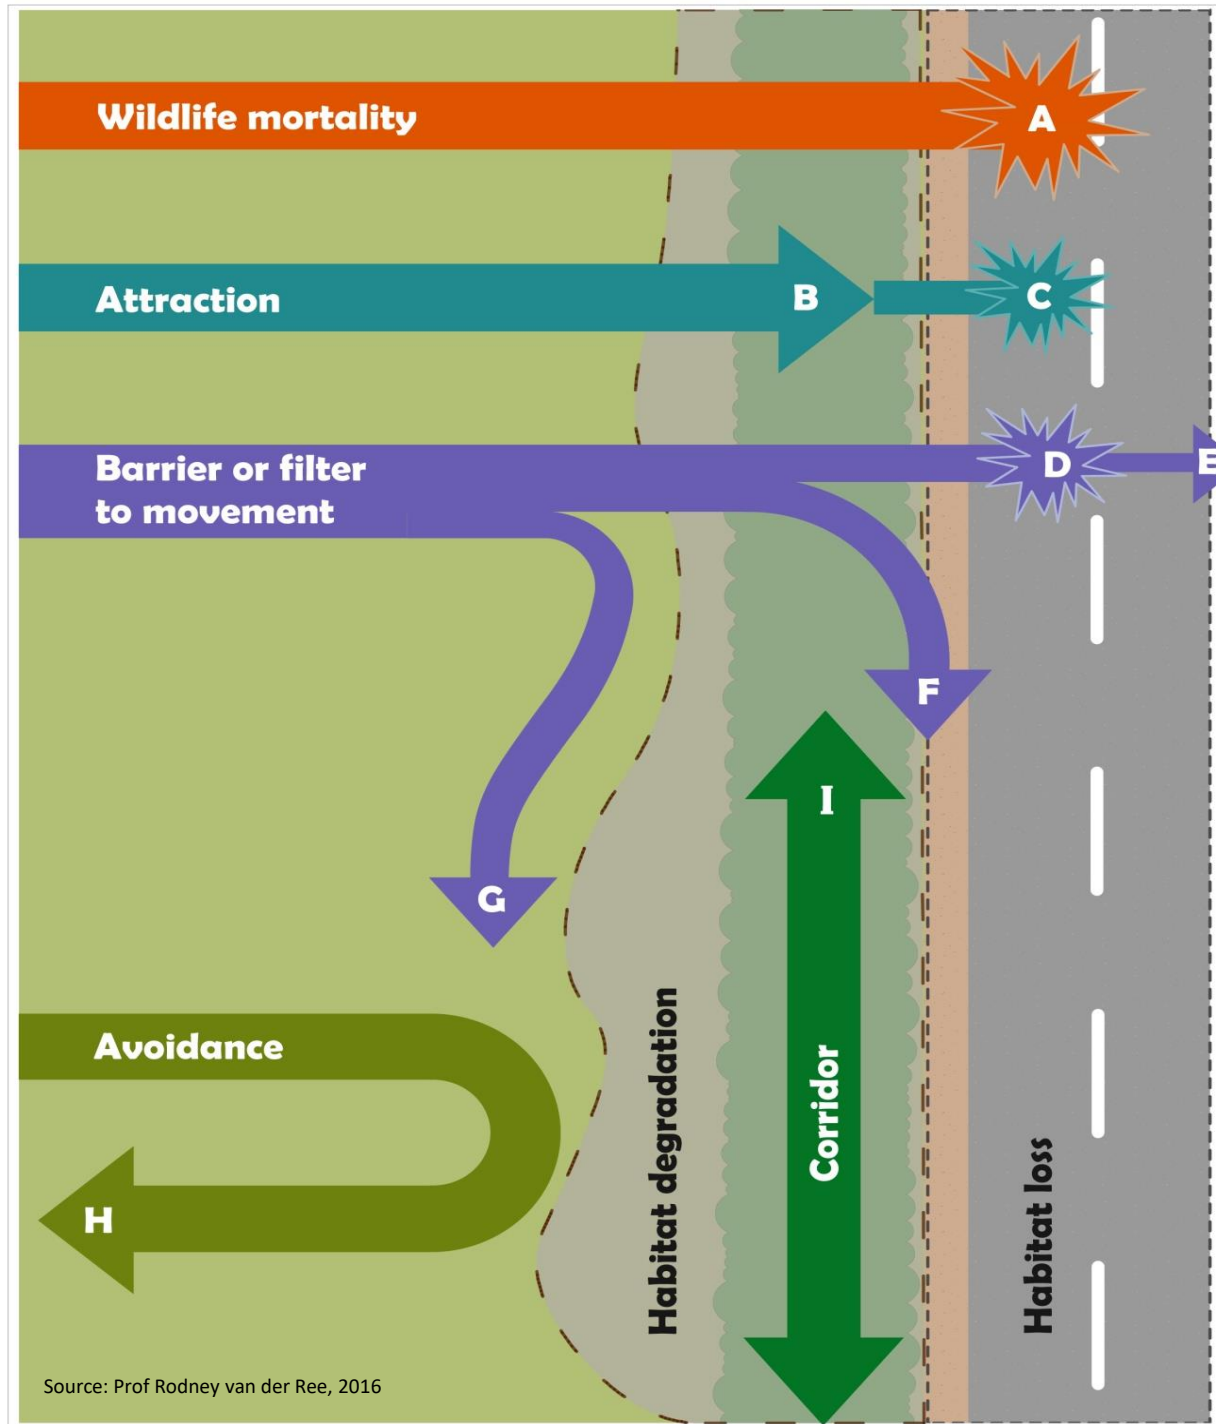 Wildlife mortality
A
Attraction
B
C
Barrier or filter
to movement
D
E
F
I
G
Avoidance
H
Habitat degradation
Corridor
Habitat loss
Source: Prof Rodney van der Ree, 2016